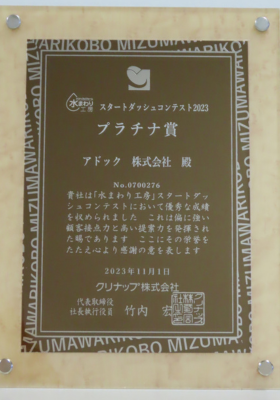 MIZUMAWARIKOBO MIZUMAWARIKOBO
水まわり工房 スタートダッシュコンテスト2023
プラチナ賞
アドック 株式会社 殿
No.0700276
貴社は「水まわり工房」スタートダッ
シュコンテストにおいて優秀な成績
を収められました これは偏に強い
顧客接点力と高い提案力を発揮され
た賜であります ここにその栄誉を
たたえ心より感謝の意を表します
2023年11月1日
クリナップ株式会社
代表取締役
社長執行役員 竹内 宏